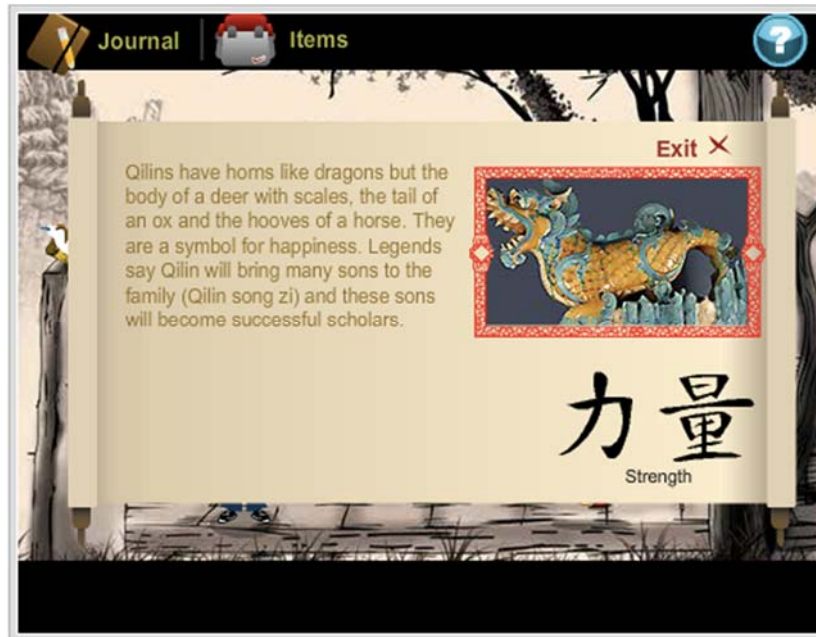 Journal
Items
?
Exit X
Qilins have horns like dragons but the
body of a deer with scales, the tail of
an ox and the hooves of a horse. They
are a symbol for happiness. Legends
say Qilin will bring many sons to the
family (Qilin song zi) and these sons
will become successful scholars.
力量
Strength